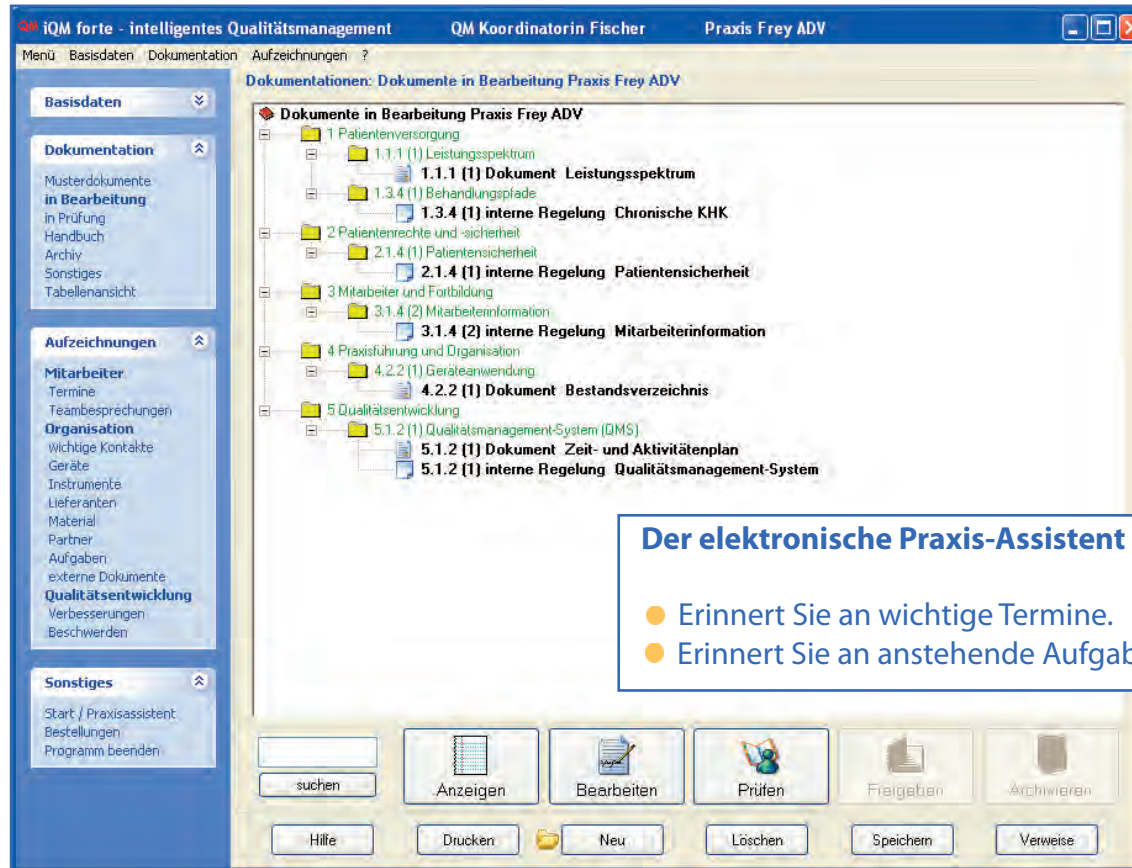 QM iQM forte - intelligentes Qualitätsmanagement QM Koordinatorin Fischer Praxis Frey ADV
Menü Basisdaten Dokumentation Aufzeichnungen ?
Basisdaten
Dokumentation
Musterdokumente
in Bearbeitung
in Prüfung
Handbuch
Archiv
Sonstiges
Tabellenansicht
Aufzeichnungen
Mitarbeiter
Termine
Teambesprechungen
Organisation
wichtige Kontakte
Geräte
Instrumente
Lieferanten
Material
Partner
Aufgaben
externe Dokumente
Qualitätsentwicklung
Verbesserungen
Beschwerden
Sonstiges
Start / Praxisassistent
Bestellungen
Programm beenden
Dokumentationen: Dokumente in Bearbeitung Praxis Frey ADV
Dokumente in Bearbeitung Praxis Frey ADV
1 Patientenversorgung
1.1.1 (1) Leistungsspektrum
1.1.1 (1) Dokument Leistungsspektrum
1.3.4 (1) Behandlungspfade
1.3.4 (1) interne Regelung Chronische KHK
2 Patientenrechte und -sicherheit
2.1.4 (1) Patientensicherheit
2.1.4 (1) interne Regelung Patientensicherheit
3 Mitarbeiter und Fortbildung
3.1.4 (2) Mitarbeiterinformation
3.1.4 (2) interne Regelung Mitarbeiterinformation
4 Praxisführung und Organisation
4.2.2 (1) Geräteanwendung
4.2.2 (1) Dokument Bestandsverzeichnis
5 Qualitätsentwicklung
5.1.2 (1) Qualitätsmanagement-System (QMS)
5.1.2 (1) Dokument Zeit- und Aktivitätenplan
5.1.2 (1) interne Regelung Qualitätsmanagement-System
Der elektronische Praxis-Assistent
Erinnert Sie an wichtige Termine.
Erinnert Sie an anstehende Aufgab
suchen
Anzeigen Bearbeiten Prüfen Freigeben Archivieren
Hilfe Drucken Neu Löschen Speichern Verweise